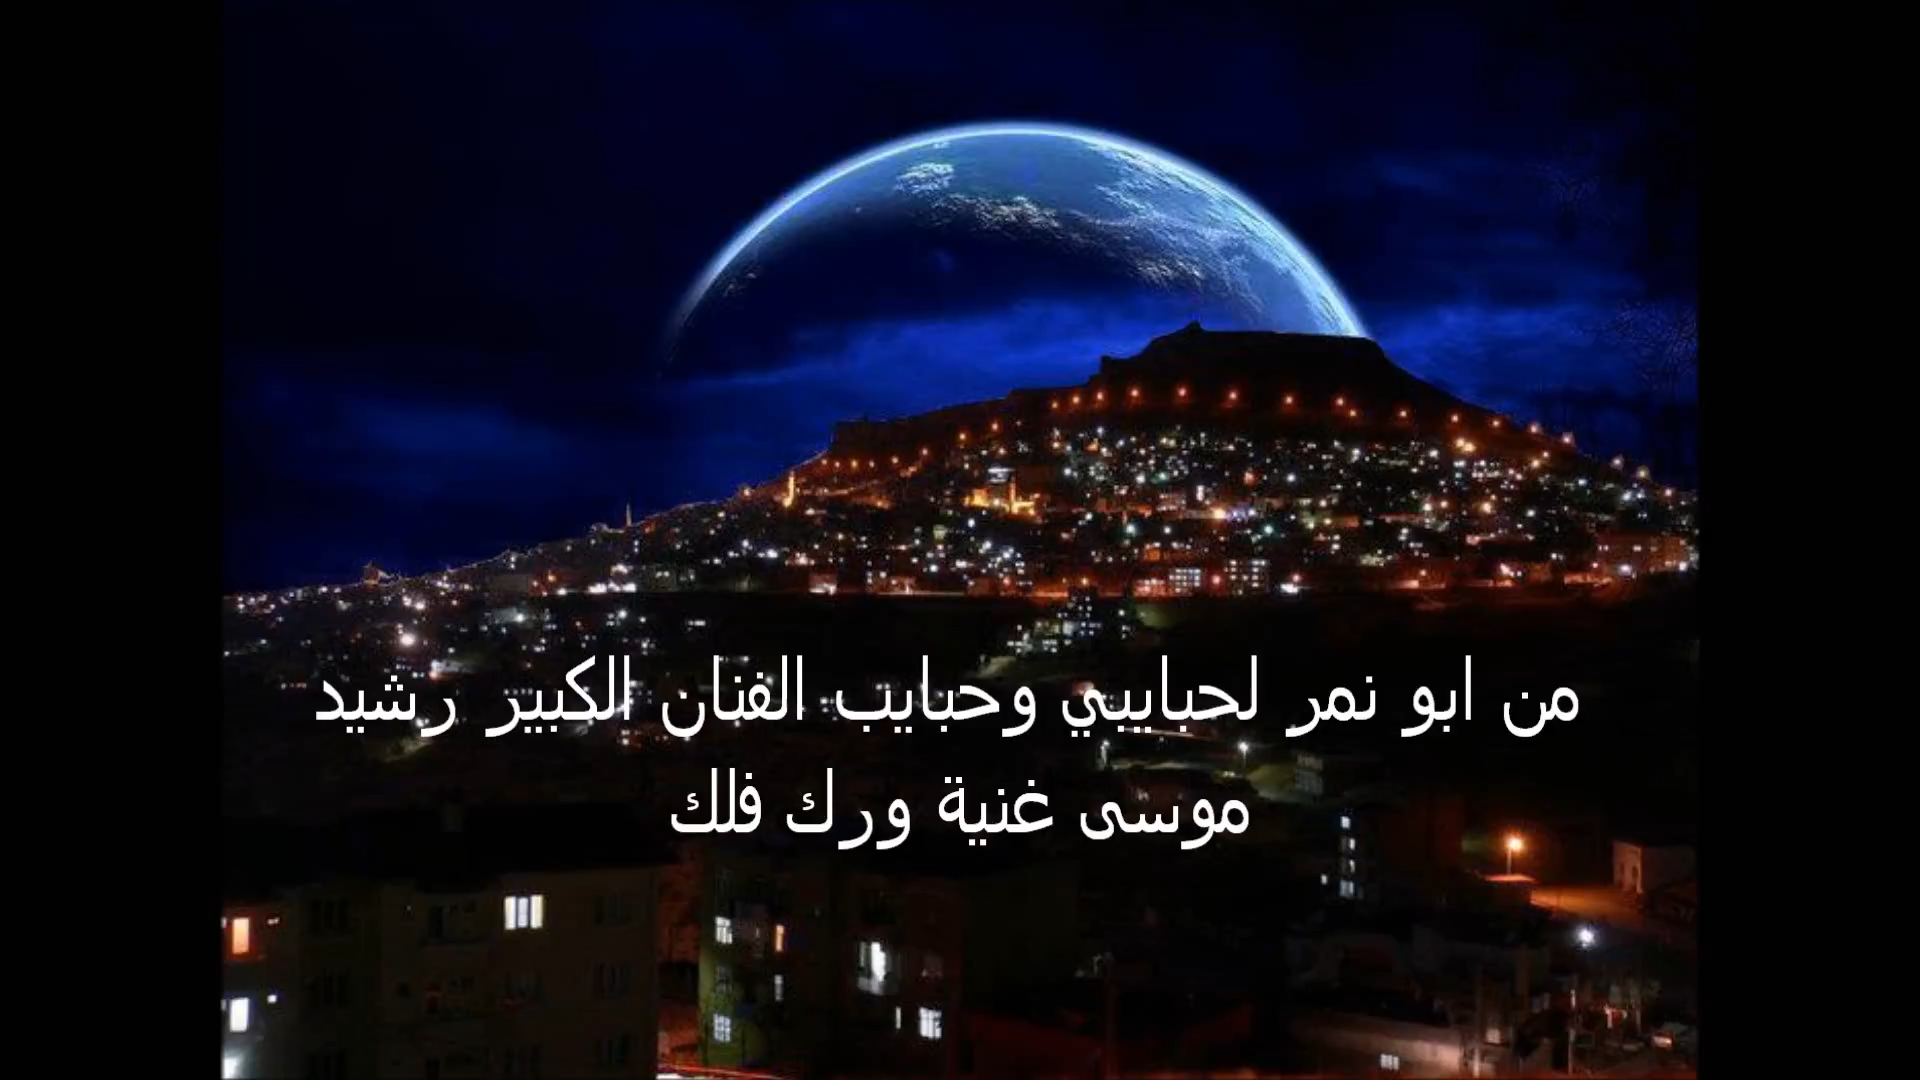 من ابو نمر لحبايبي وحبايب الفنان الكبير رشيد
موسى غنية ورك فلك